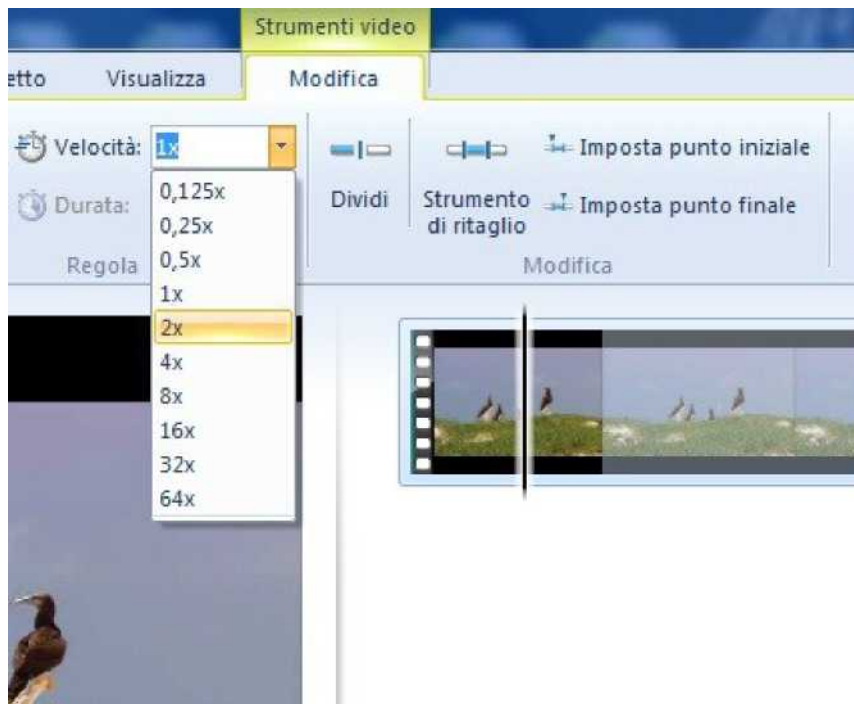 Strumenti video
etto Visualizza Modifica
Velocità: 1x
Imposta punto iniziale
Durata:
Imposta punto finale
Dividi
Strumento
di ritaglio
Regola
Modifica
0,125x
0,25x
0,5x
1x
2x
4x
8x
16x
32x
64x